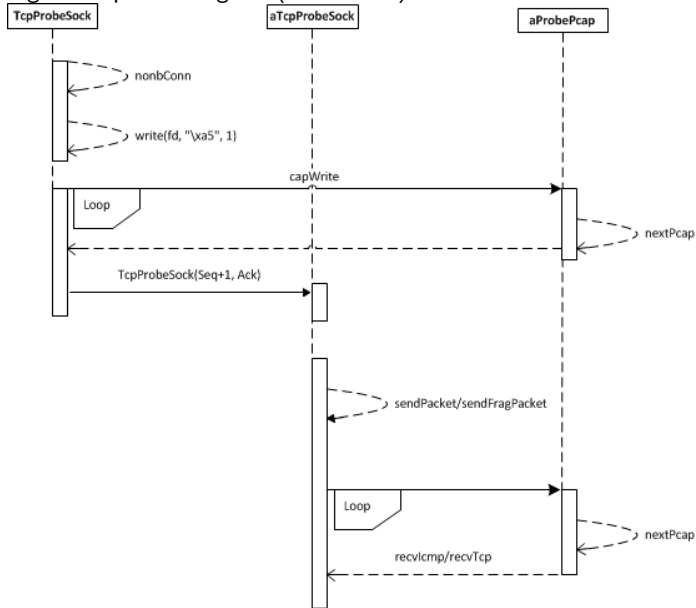 TcpProbeSock
aTcpProbeSock
aProbePcap
nonbConn
write(fd, "\xa5", 1)
capWrite
Loop
nextPcap
TcpProbeSock(Seq+1, Ack)
sendPacket/sendFragPacket
Loop
nextPcap
recvIcmp/recvTcp